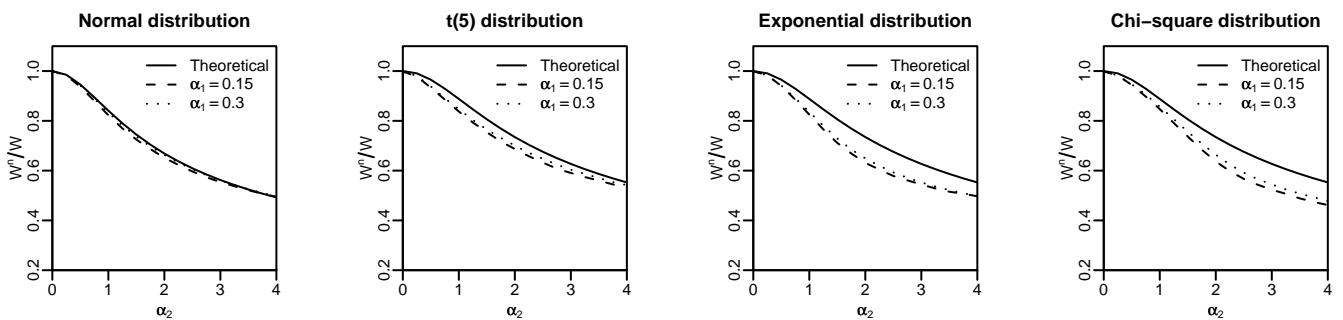 Normal distribution
Wⁿ/W
1.0
0.8
0.6
0.4
0.2
Theoretical
α₁ = 0.15
α₁ = 0.3
0 1 2 3 4
α₂
t(5) distribution
Wⁿ/W
1.0
0.8
0.6
0.4
0.2
Theoretical
α₁ = 0.15
α₁ = 0.3
0 1 2 3 4
α₂
Exponential distribution
Wⁿ/W
1.0
0.8
0.6
0.4
0.2
Theoretical
α₁ = 0.15
α₁ = 0.3
0 1 2 3 4
α₂
Chi−square distribution
Wⁿ/W
1.0
0.8
0.6
0.4
0.2
Theoretical
α₁ = 0.15
α₁ = 0.3
0 1 2 3 4
α₂